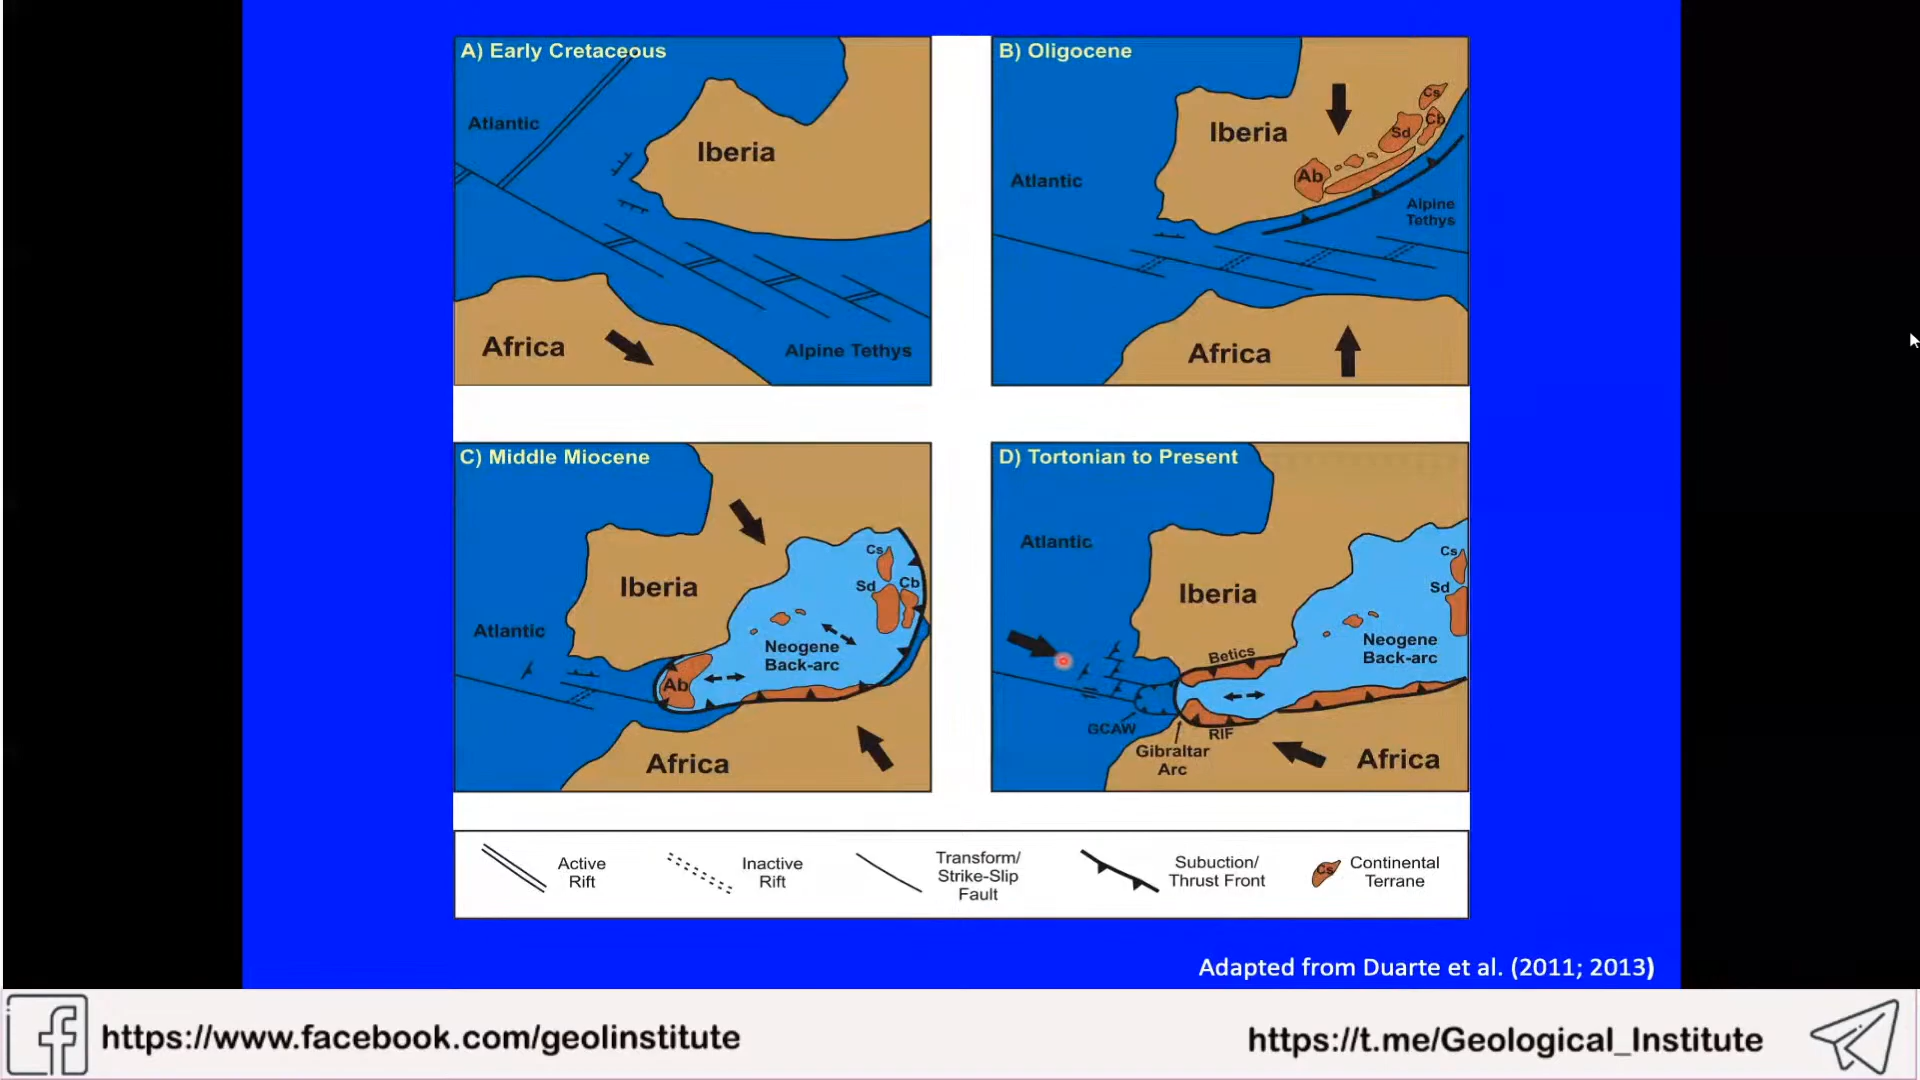 A) Early Cretaceous
Atlantic
Iberia
Africa
Alpine Tethys
B) Oligocene
Cs
Cb
Sd
Iberia
Ab
Atlantic
Alpine
Tethys
Africa
C) Middle Miocene
Cs
Sd
Cb
Iberia
Atlantic
Neogene
Back-arc
Ab
Africa
D) Tortonian to Present
Atlantic
Cs
Sd
Iberia
Neogene
Back-arc
Betics
GCAW
RIF
Gibraltar
Arc
Africa
Active
Rift
Inactive
Rift
Transform/
Strike-Slip
Fault
Subuction/
Thrust Front
Cs
Continental
Terrane
Adapted from Duarte et al. (2011; 2013)
https://www.facebook.com/geolinstitute
https://t.me/Geological_Institute